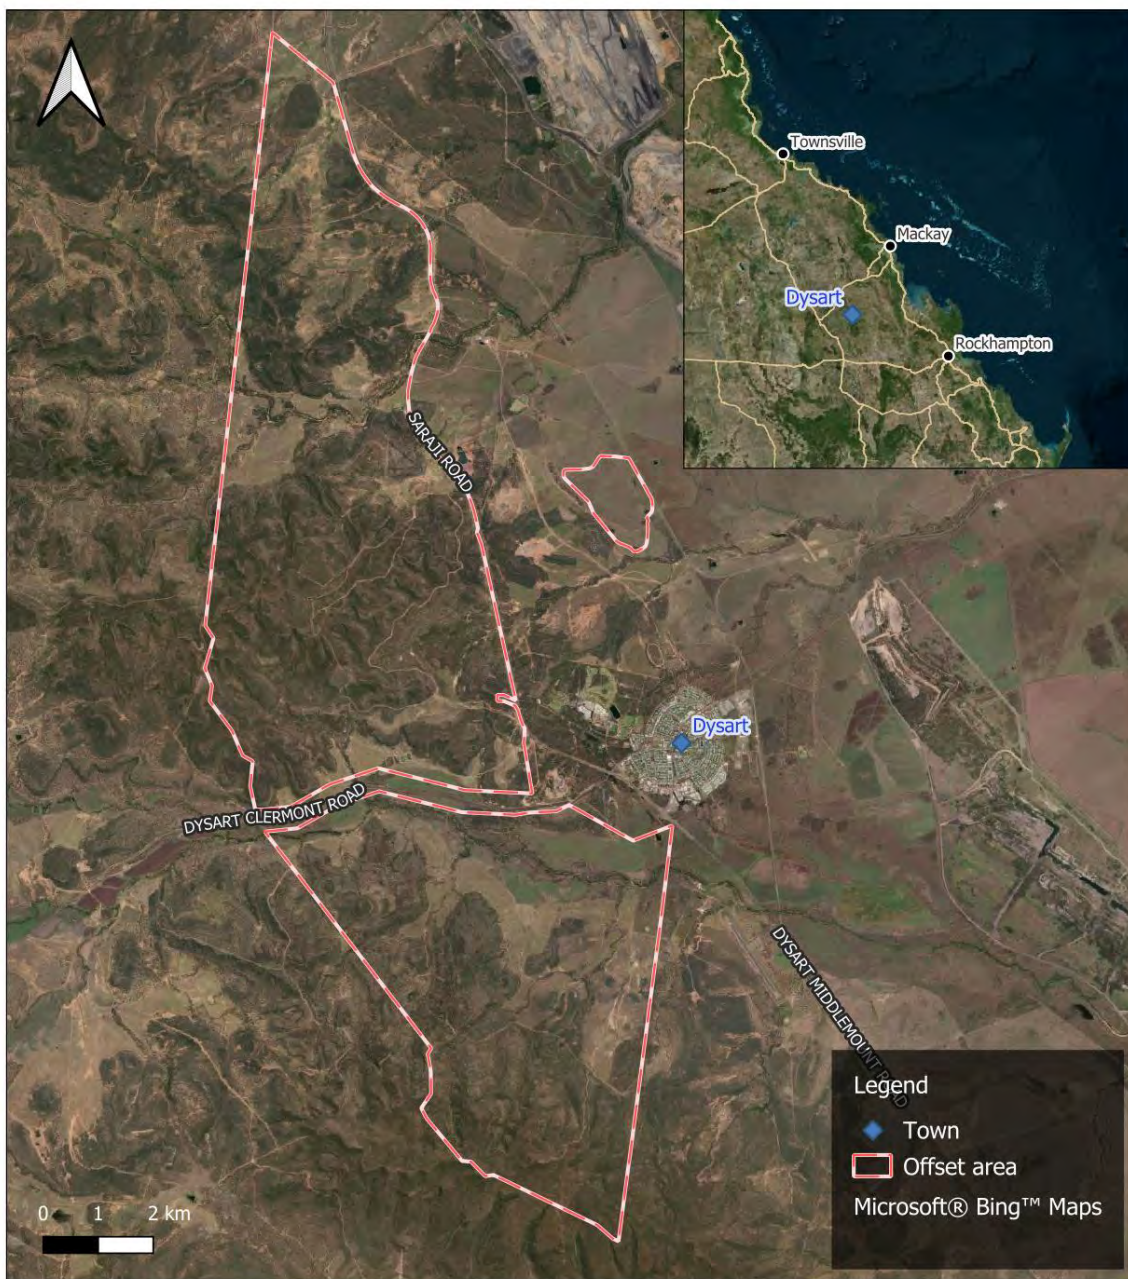 Townsville
Mackay
Dysart
Rockhampton
SARAJI ROAD
Dysart
DYSART CLERMONT ROAD
DYSART MIDDLEMOUNT ROAD
Legend
Town
Offset area
Microsoft® Bing™ Maps
0 1 2 km